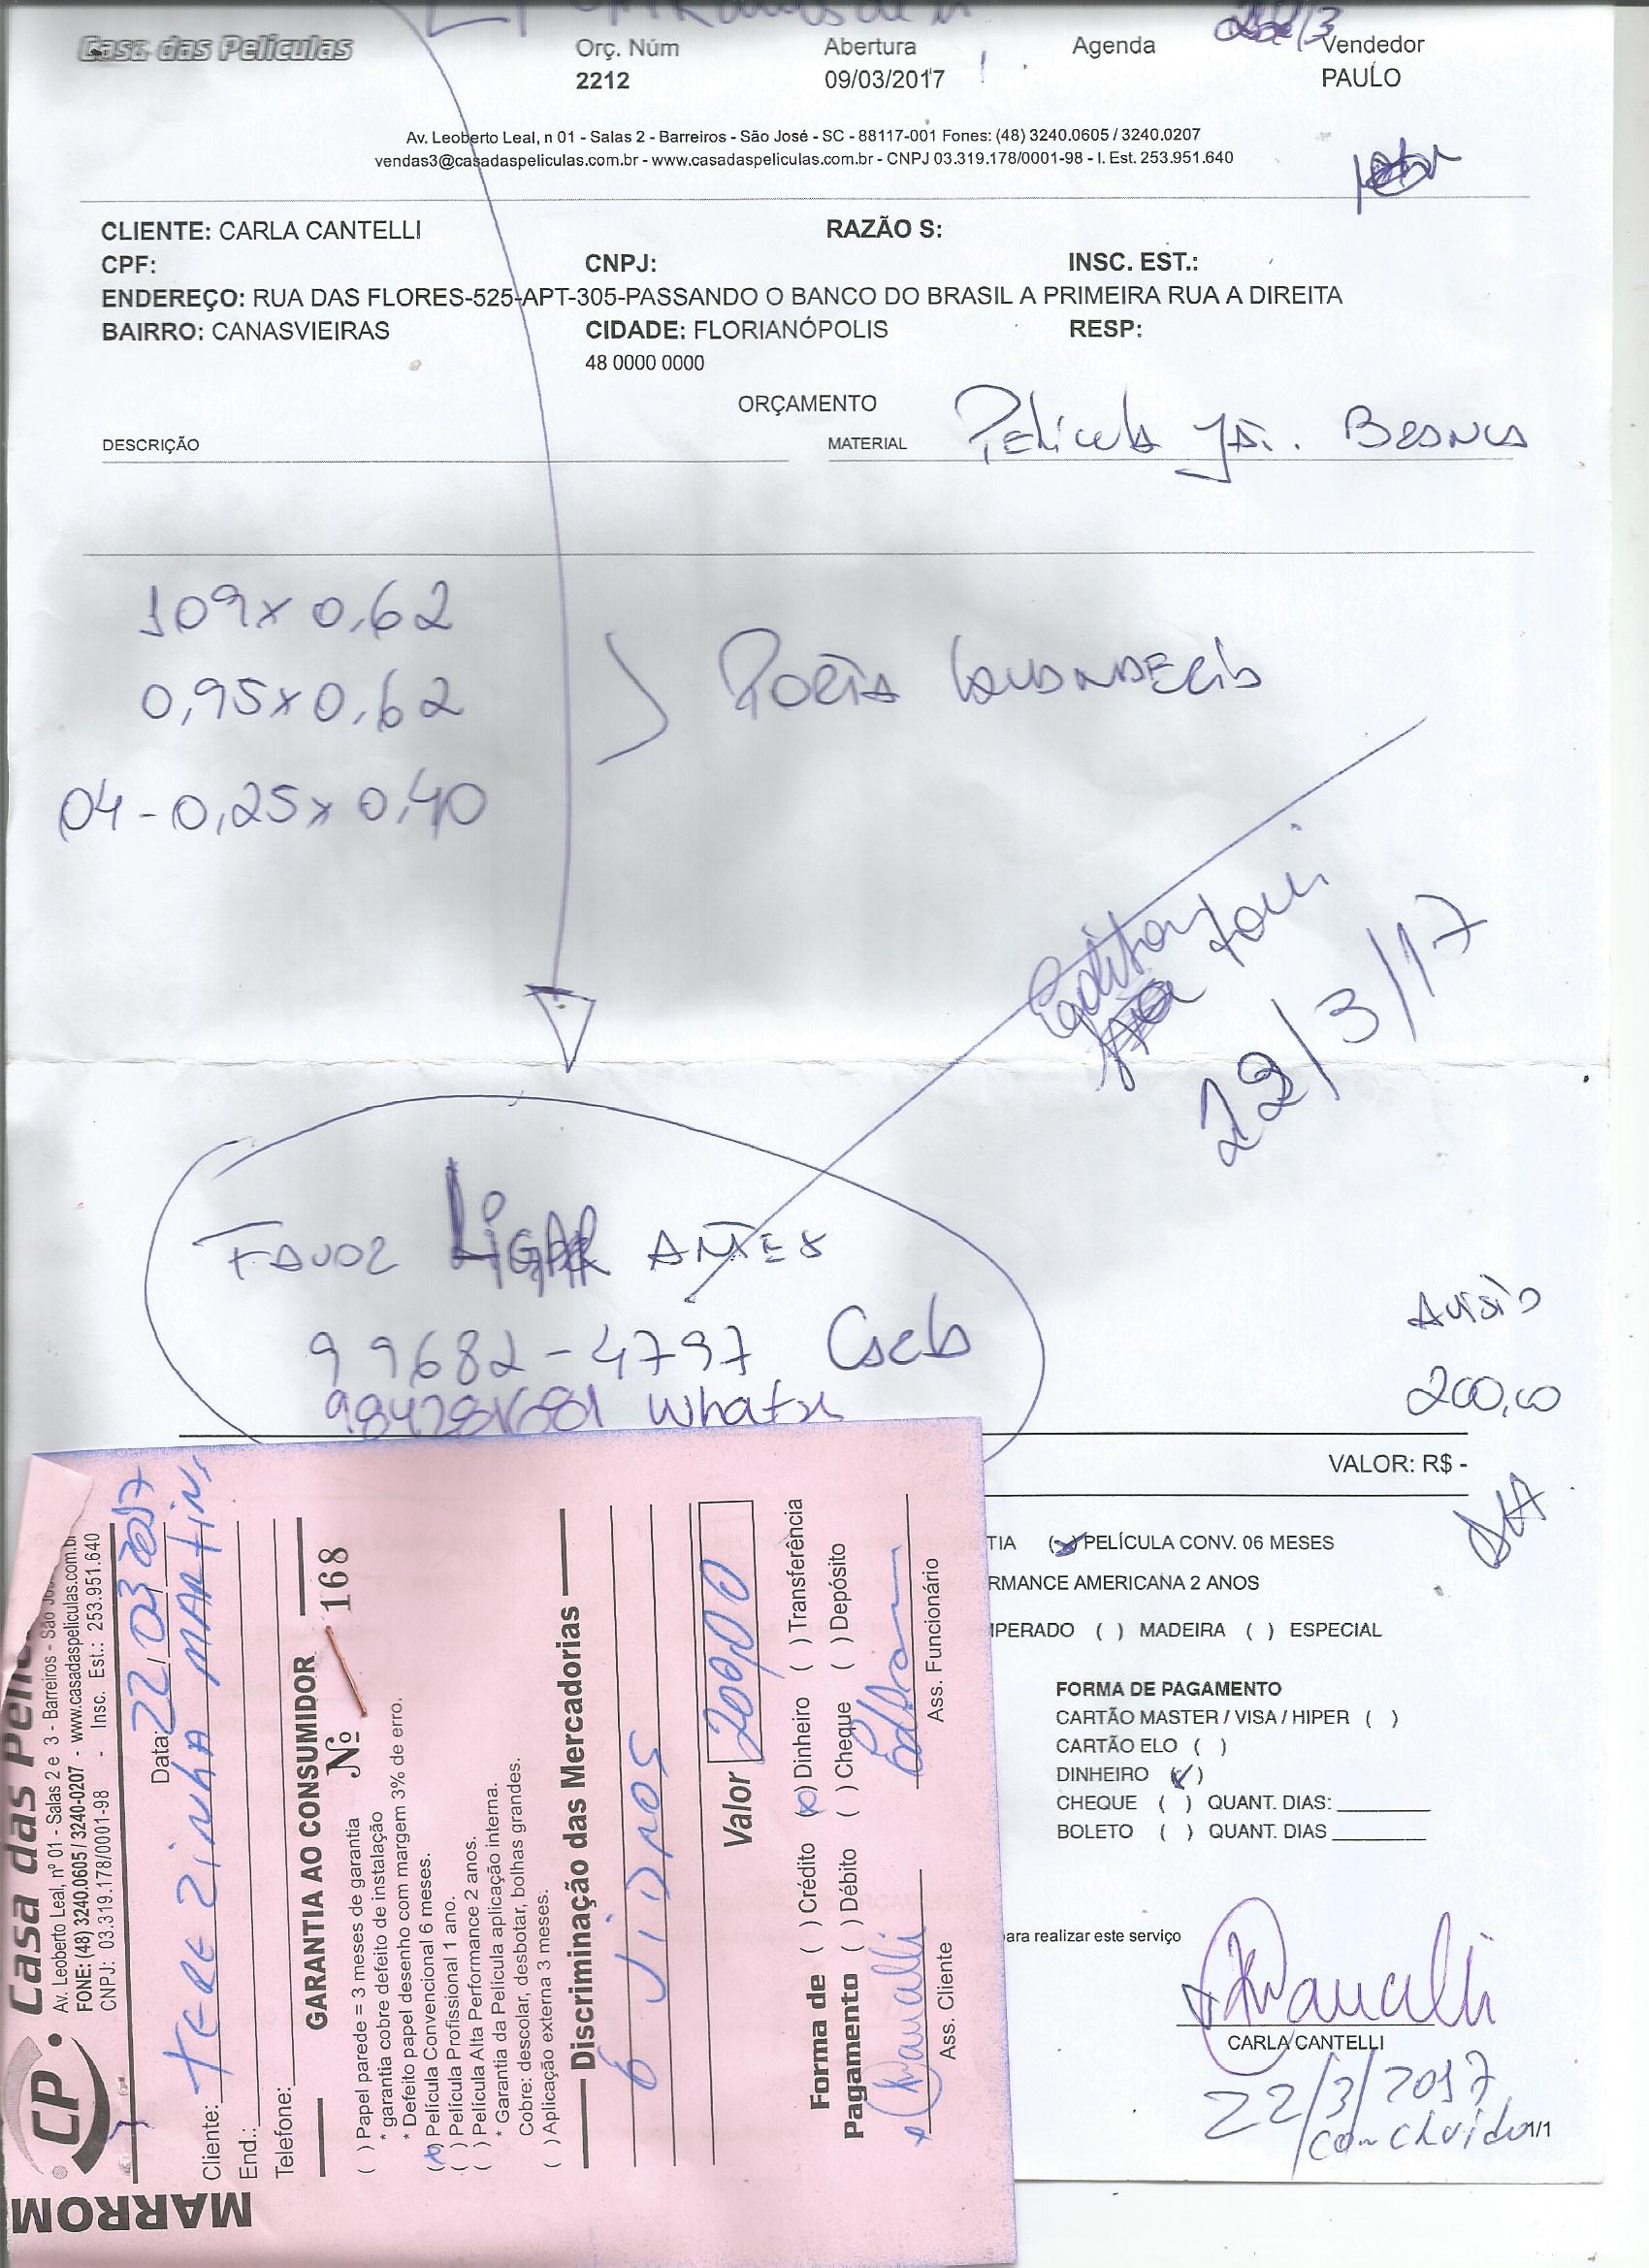 Casa das Películas
Orç. Núm
2212
Abertura
09/03/2017
Agenda
Vendedor
PAULO
Av. Leoberto Leal, n 01 - Salas 2 - Barreiros - São José - SC - 88117-001 Fones: (48) 3240.0605 / 3240.0207
vendas3@casadaspeliculas.com.br - www.casadaspeliculas.com.br - CNPJ 03.319.178/0001-98 - I. Est. 253.951.640
CLIENTE: CARLA CANTELLI
RAZÃO S:
CPF:
CNPJ:
INSC. EST.:
ENDEREÇO: RUA DAS FLORES-525-APT-305-PASSANDO O BANCO DO BRASIL A PRIMEIRA RUA A DIREITA
BAIRRO: CANASVIEIRAS
CIDADE: FLORIANÓPOLIS
RESP:
48 0000 0000
ORÇAMENTO
DESCRIÇÃO
MATERIAL
Película Branca
109x0,62
0,95x0,62
Porta
04-0,25x0,40
22/3/17
FAVOR LIGAR ANTES
99682-4797
whats
200,00
VALOR: R$ -
TIA
PELÍCULA CONV. 06 MESES
RMANCE AMERICANA 2 ANOS
PERADO ( ) MADEIRA ( ) ESPECIAL
FORMA DE PAGAMENTO
CARTÃO MASTER / VISA / HIPER ( )
CARTÃO ELO ( )
DINHEIRO (✓)
CHEQUE ( ) QUANT. DIAS:
BOLETO ( ) QUANT. DIAS
ara realizar este serviço
CARLA CANTELLI
22/3/2017
concluido
1/1
MARROM
CP
Casa das Pelíc
Av. Leoberto Leal, nº 01 - Salas 2 e 3 - Barreiros - São Jos
FONE: (48) 3240.0605 / 3240-0207 - www.casadaspeliculas.com.b
CNPJ: 03.319.178/0001-98 - Insc. Est.: 253.951.640
Data: 22/03/2017
Cliente: TEREZINHA MARTINS
End.:
Telefone:
GARANTIA AO CONSUMIDOR
Nº 168
( ) Papel parede = 3 meses de garantia
* garantia cobre defeito de instalação
* Defeito papel desenho com margem 3% de erro.
(x) Película Convencional 6 meses.
( ) Película Profissional 1 ano.
( ) Película Alta Performance 2 anos.
* Garantia da Película aplicação interna.
Cobre: descolar, desbotar, bolhas grandes.
( ) Aplicação externa 3 meses.
Discriminação das Mercadorias
6 VIDROS
Valor 200,00
Forma de Pagamento
( ) Crédito (x) Dinheiro ( ) Transferência
( ) Débito ( ) Cheque ( ) Depósito
Ass. Cliente
Ass. Funcionário